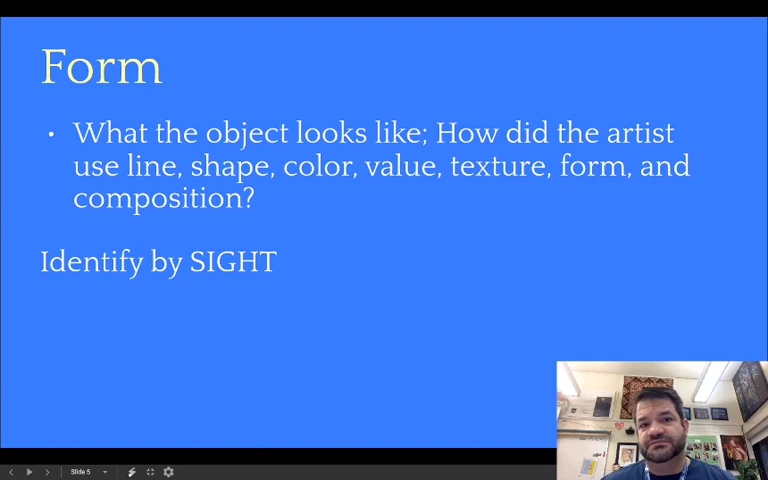 Form
• What the object looks like; How did the artist
use line, shape, color, value, texture, form, and
composition?
Identify by SIGHT
Slide 5